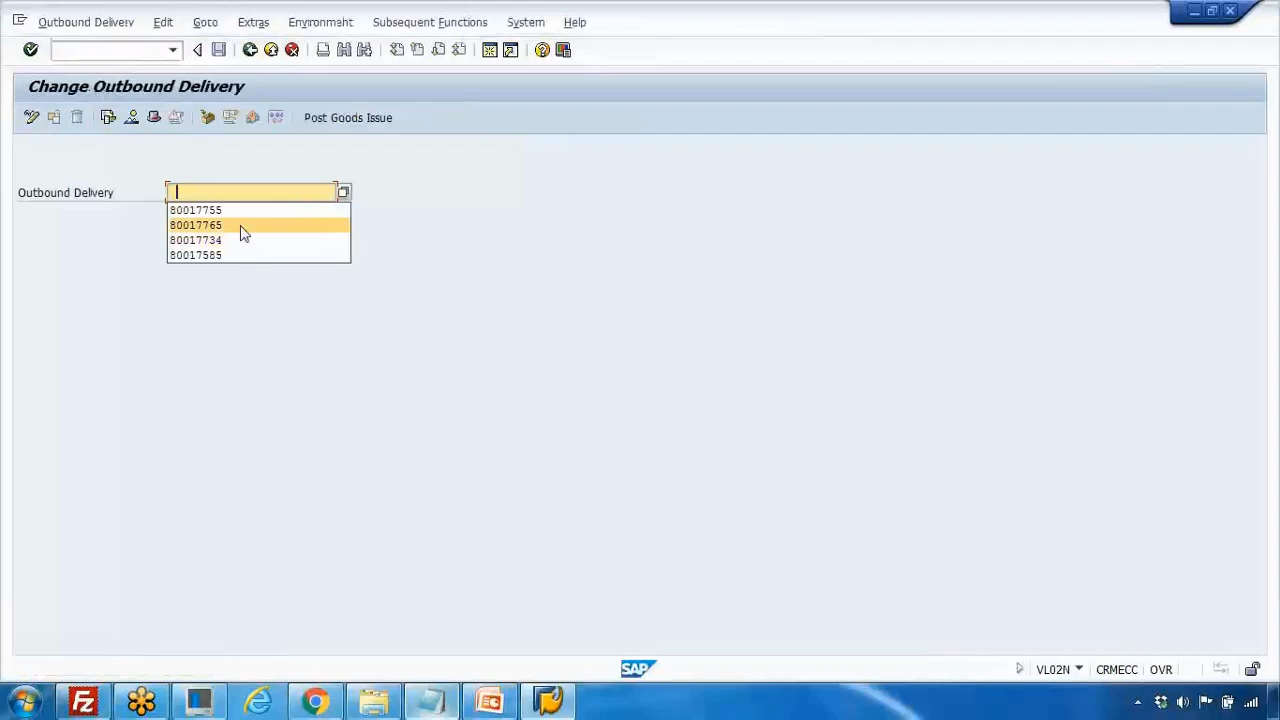 Outbound Delivery Edit Goto Extras Environment Subsequent Functions System Help
Change Outbound Delivery
Post Goods Issue
Outbound Delivery
80017755
80017765
80017734
80017585
SAP
VL02N CRMECC OVR